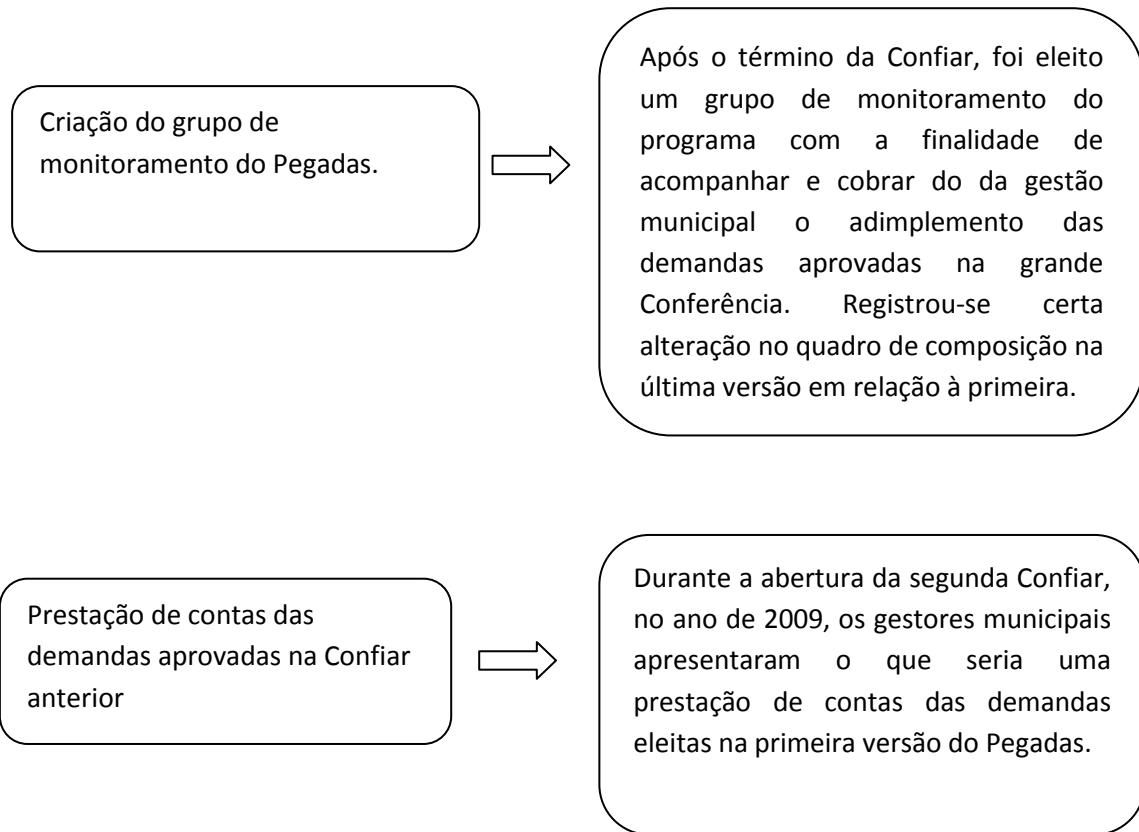 Criação do grupo de
monitoramento do Pegadas.
Após o término da Confiar, foi eleito
um grupo de monitoramento do
programa com a finalidade de
acompanhar e cobrar do da gestão
municipal o adimplemento das
demandas aprovadas na grande
Conferência. Registrou-se certa
alteração no quadro de composição na
última versão em relação à primeira.
Prestação de contas das
demandas aprovadas na Confiar
anterior
Durante a abertura da segunda Confiar,
no ano de 2009, os gestores municipais
apresentaram o que seria uma
prestação de contas das demandas
eleitas na primeira versão do Pegadas.